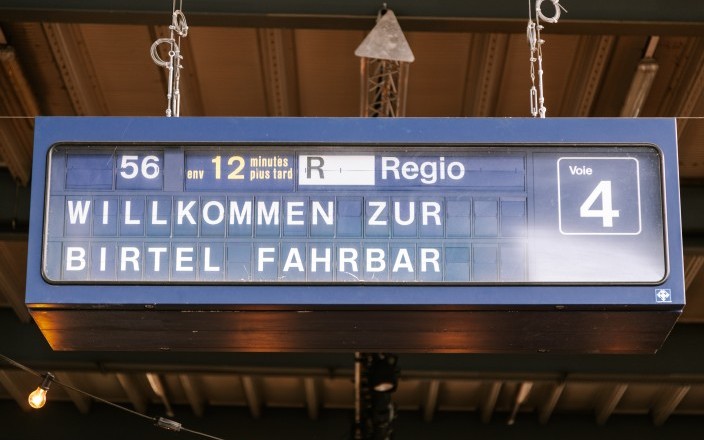 56 env 12 minutes plus tard R Regio
WILLKOMMEN ZUR
BIRTEL FAHRBAR
Voie
4